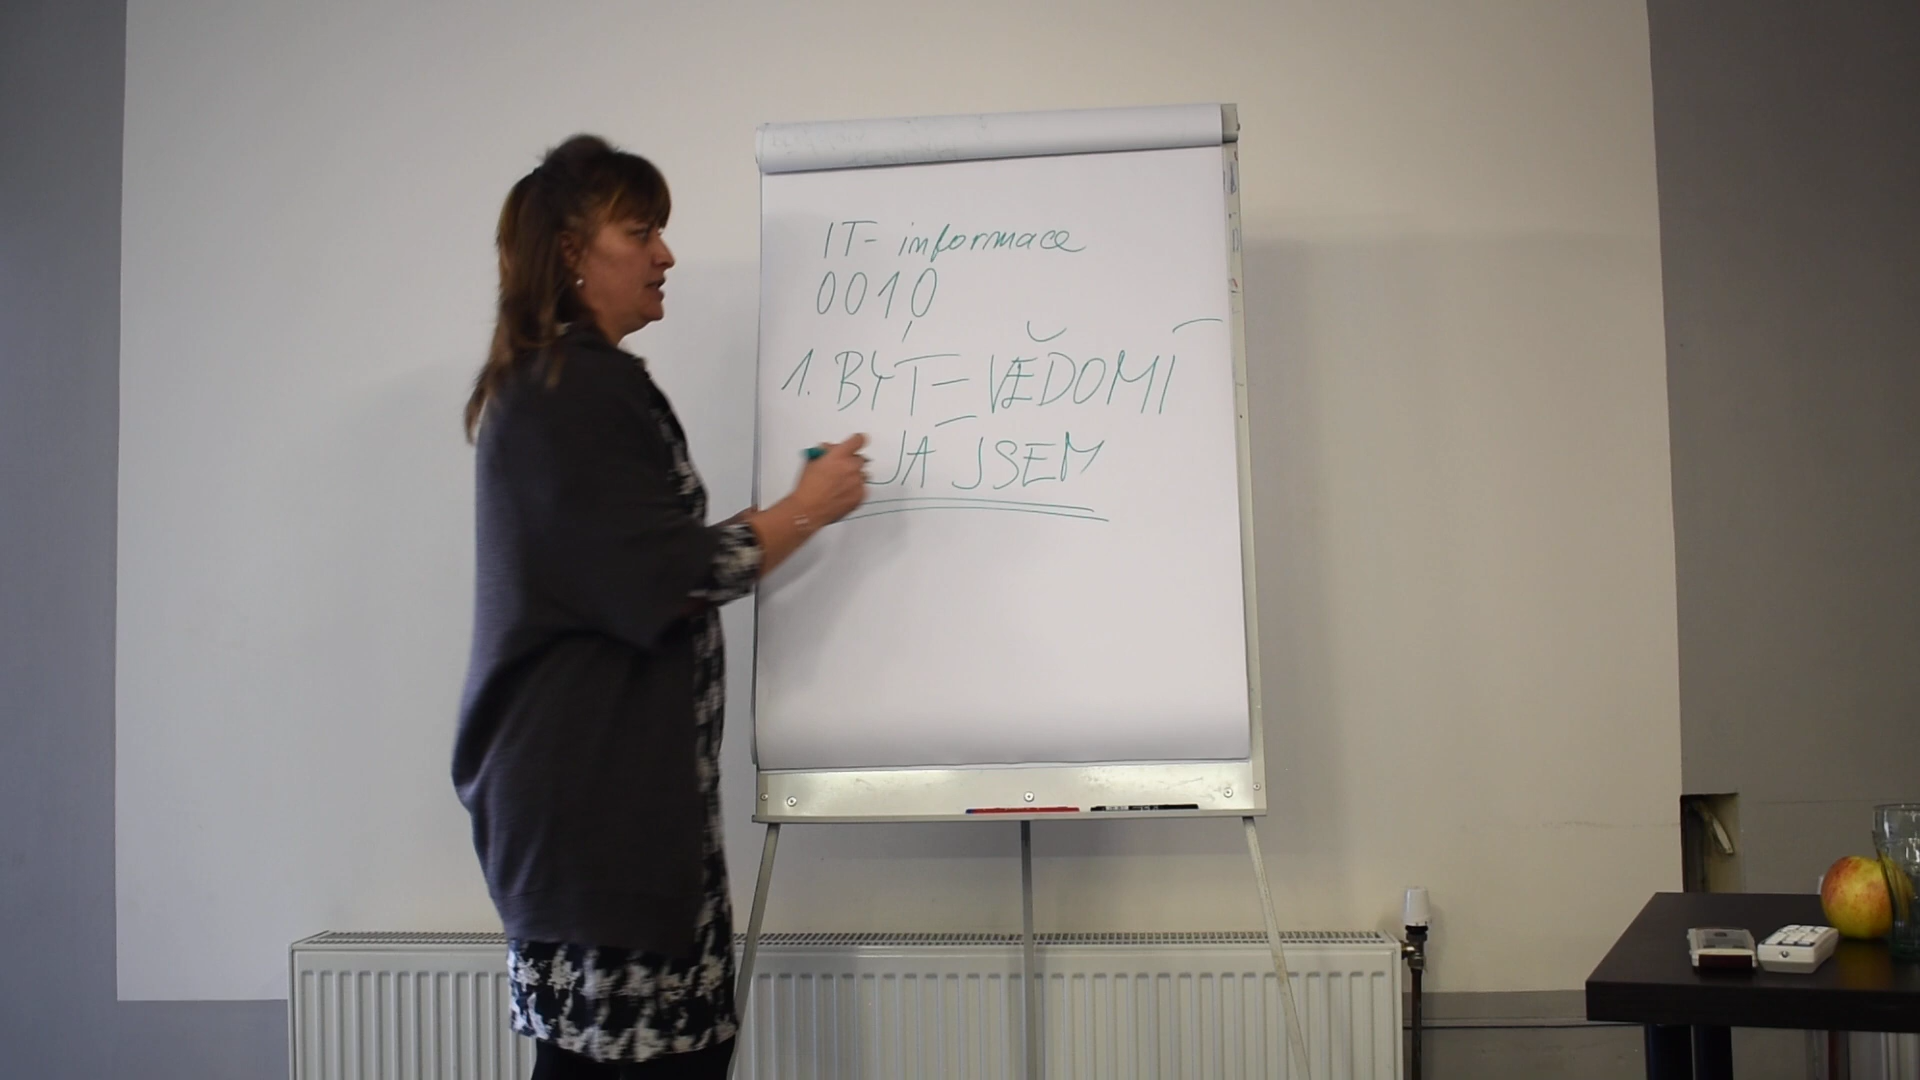 IT- informace
0010
1. BÝT - VĚDOMÍ
JÁ JSEM